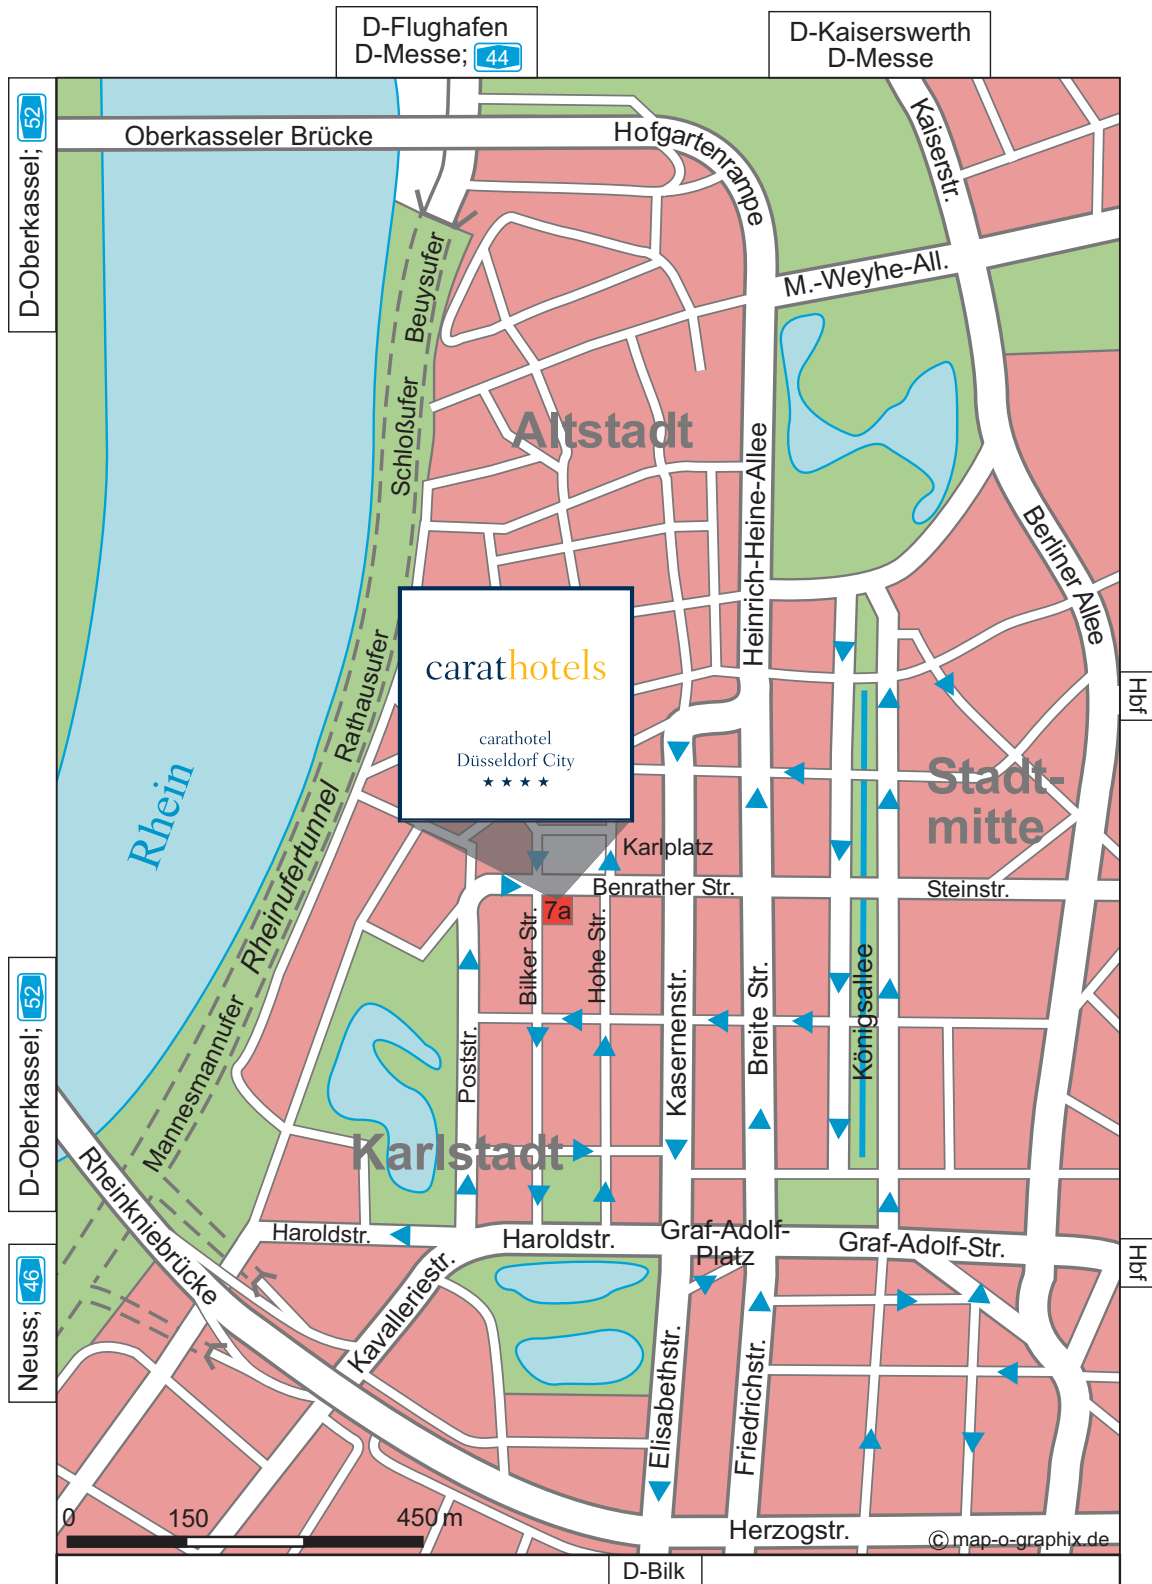 D-Flughafen
D-Messe; 44
D-Kaiserswerth
D-Messe
D-Oberkassel; 52
Oberkasseler Brücke
Hofgartenrampe
Kaiserstr.
M.-Weyhe-All.
Beuysufer
Schloßufer
Altstadt
Heinrich-Heine-Allee
Berliner Allee
Rathausufer
carathotels
carathotel
Düsseldorf City
★ ★ ★ ★
Hbf
Rhein
Rheinufertunnel
Stadt-
mitte
Karlplatz
Benrather Str.
Steinstr.
7a
Bilker Str.
Hohe Str.
D-Oberkassel; 52
Mannesmannufer
Poststr.
Kasernenstr.
Breite Str.
Königsallee
Karlstadt
Rheinkniebrücke
Haroldstr.
Haroldstr.
Graf-Adolf-
Platz
Graf-Adolf-Str.
Hbf
Neuss; 46
Kavalleriestr.
Elisabethstr.
Friedrichstr.
0 150 450 m
Herzogstr.
© map-o-graphix.de
D-Bilk